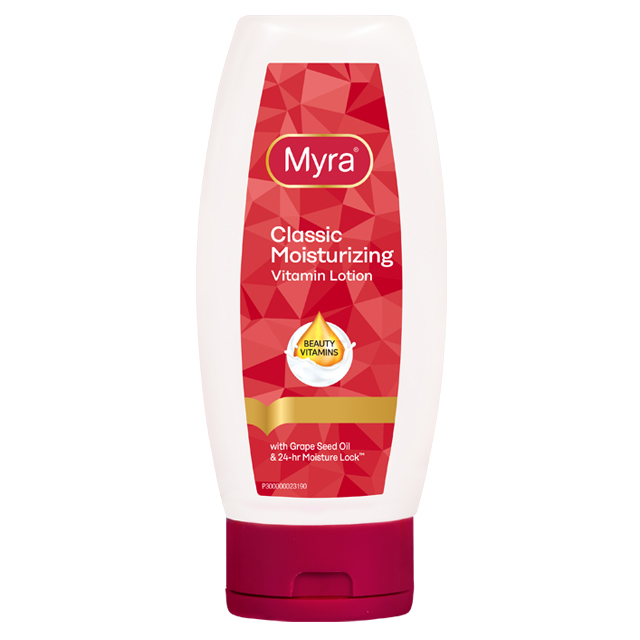 Myra®
Classic
Moisturizing
Vitamin Lotion
BEAUTY
VITAMINS
with Grape Seed Oil
& 24-hr Moisture Lock™
P300000023190